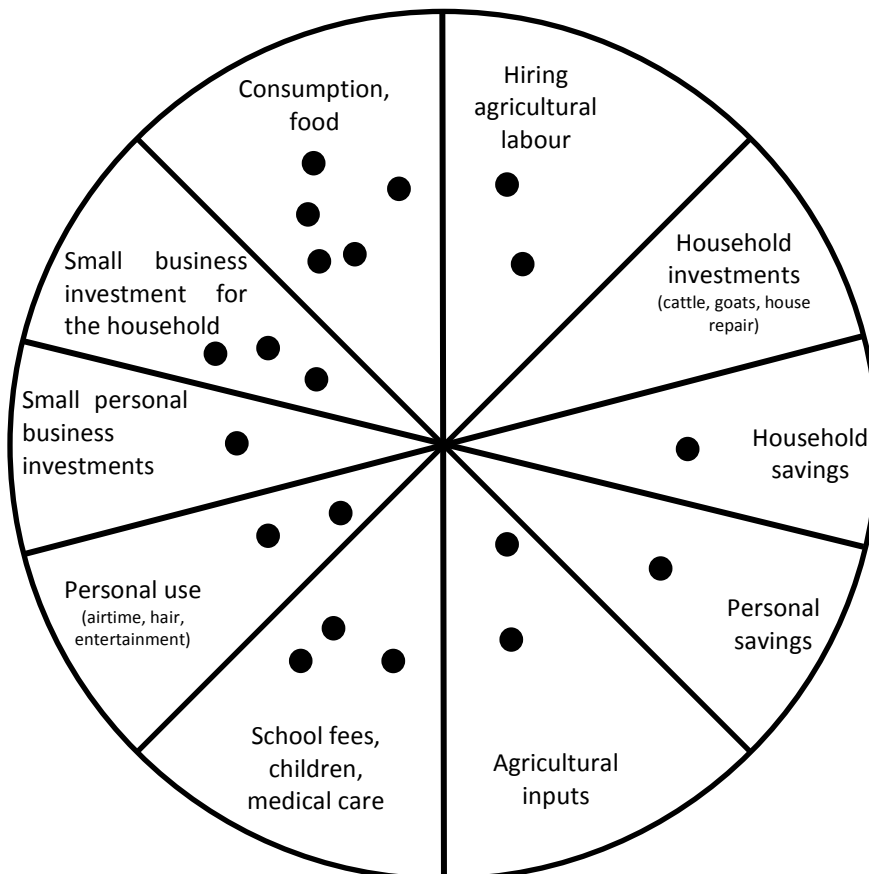 Consumption,
food
Hiring
agricultural
labour
Household
investments
(cattle, goats, house
repair)
Household
savings
Personal
savings
Agricultural
inputs
School fees,
children,
medical care
Personal use
(airtime, hair,
entertainment)
Small personal
business
investments
Small business
investment for
the household